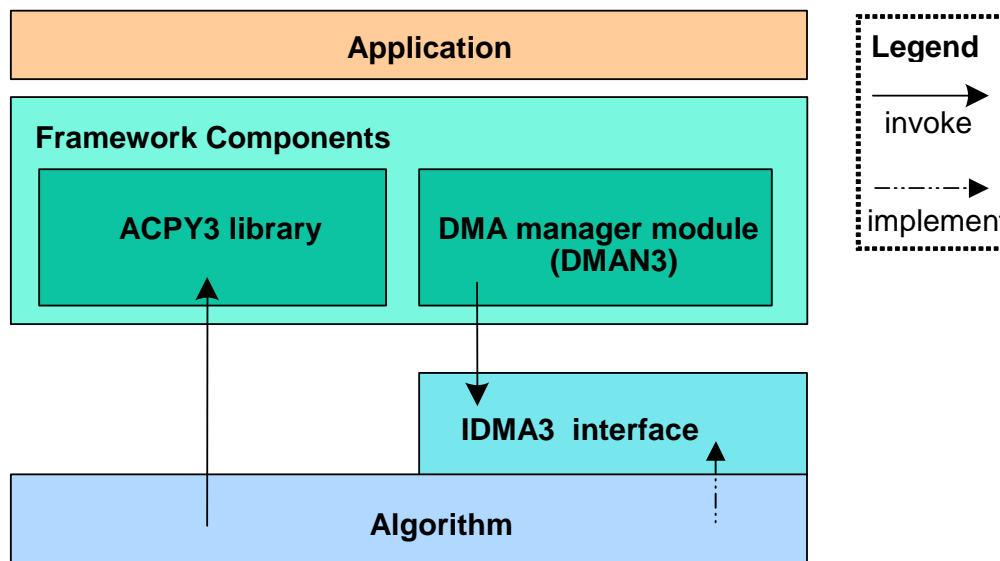 Application
Legend
invoke
implement
Framework Components
ACPY3 library
DMA manager module
(DMAN3)
IDMA3 interface
Algorithm